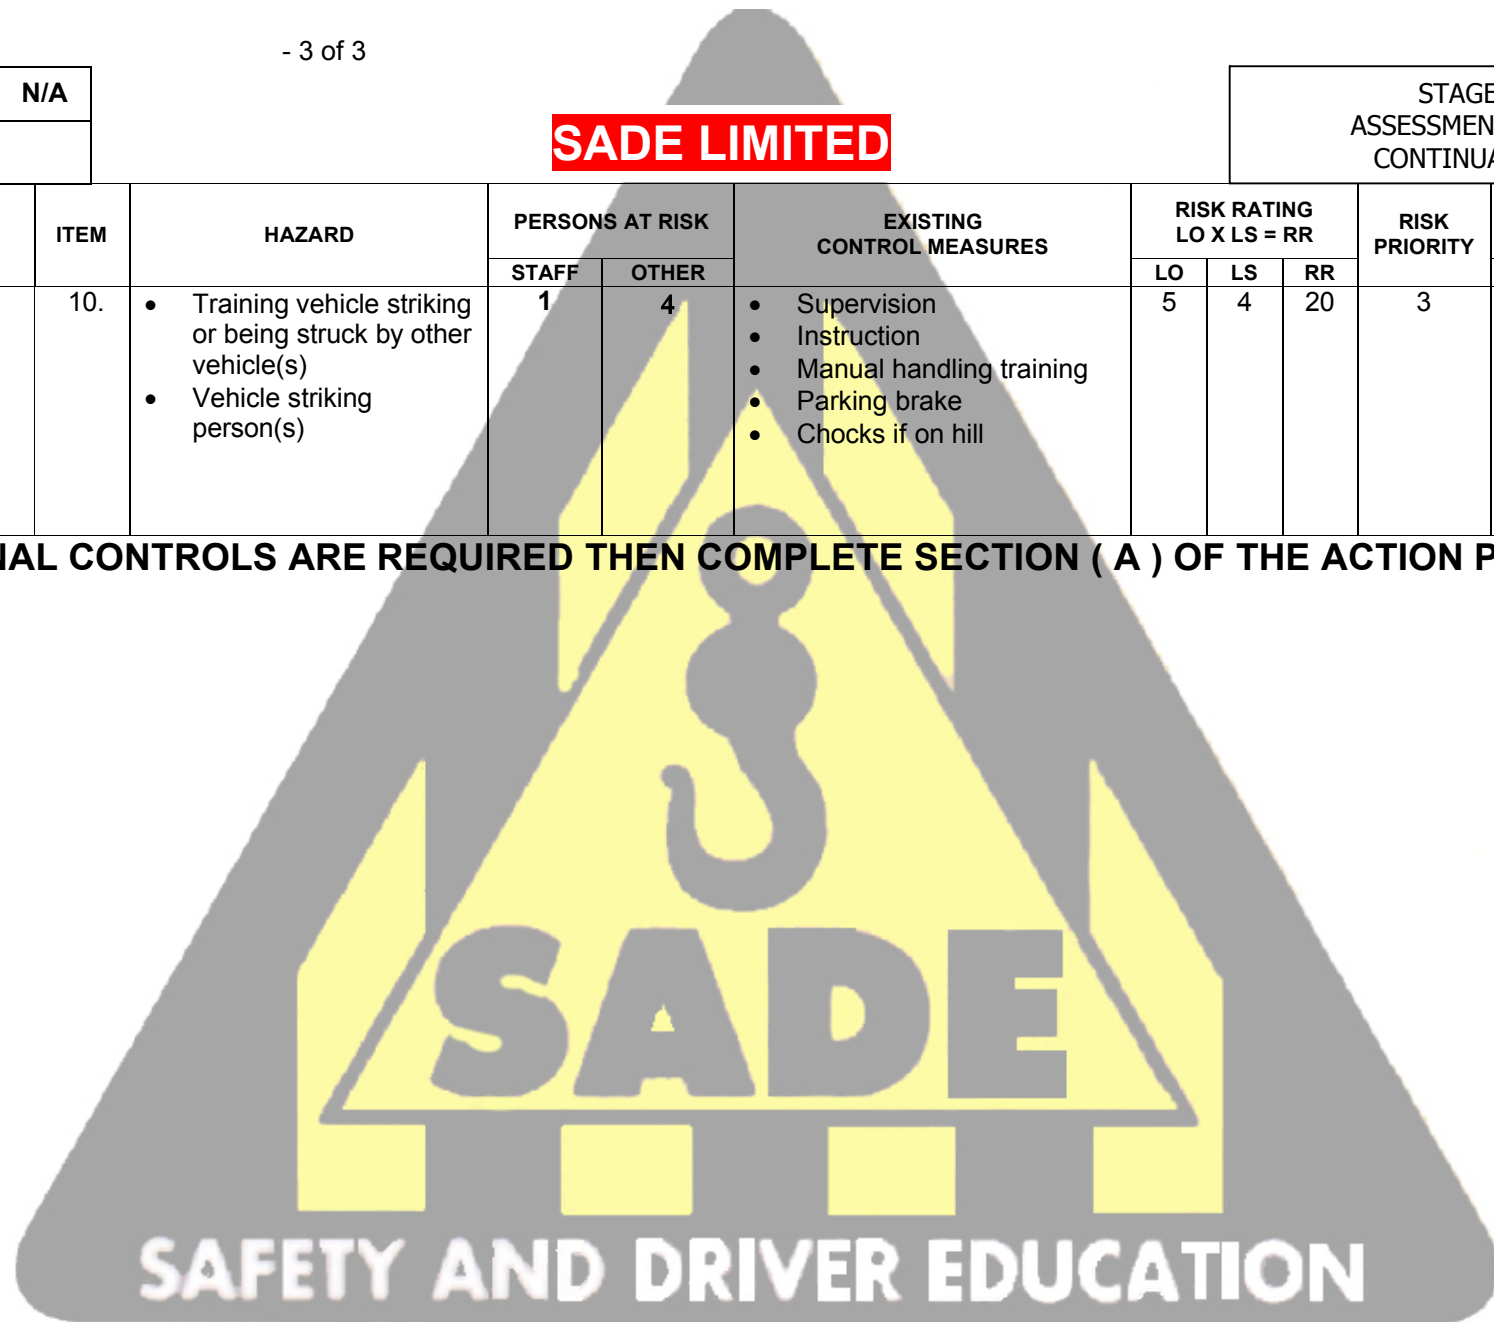 - 3 of 3
N/A
SADE LIMITED
STAGE
ASSESSMEN
CONTINUA
ITEM
HAZARD
PERSONS AT RISK
STAFF
OTHER
EXISTING
CONTROL MEASURES
RISK RATING
LO X LS = RR
LO
LS
RR
RISK
PRIORITY
10.
• Training vehicle striking
or being struck by other
vehicle(s)
• Vehicle striking
person(s)
1
4
• Supervision
• Instruction
• Manual handling training
• Parking brake
• Chocks if on hill
5
4
20
3
NAL CONTROLS ARE REQUIRED THEN COMPLETE SECTION ( A ) OF THE ACTION P
SADE
SAFETY AND DRIVER EDUCATION